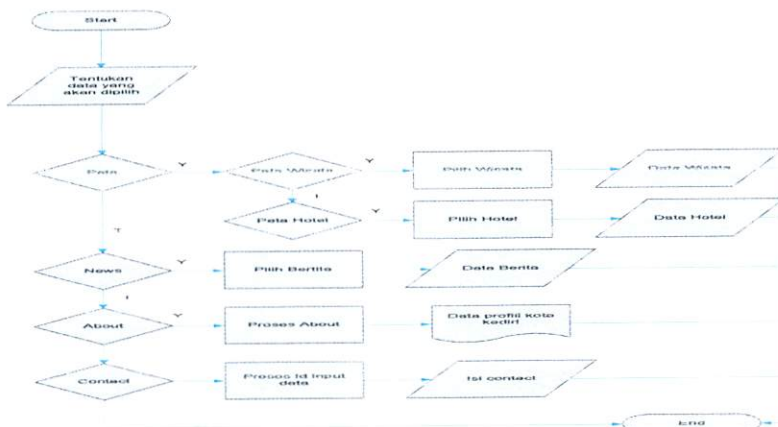 Start
Tentukan
data yang
akan dipilih
Peta
Y
Peta Wisata
Y
Pilih Wisata
Data Wisata
T
Peta Hotel
Y
Pilih Hotel
Data Hotel
T
News
Y
Pilih Bertita
Data Berita
T
About
Y
Proses About
Data profil kota
kediri
Contact
Proses Id input
data
Isi contact
End